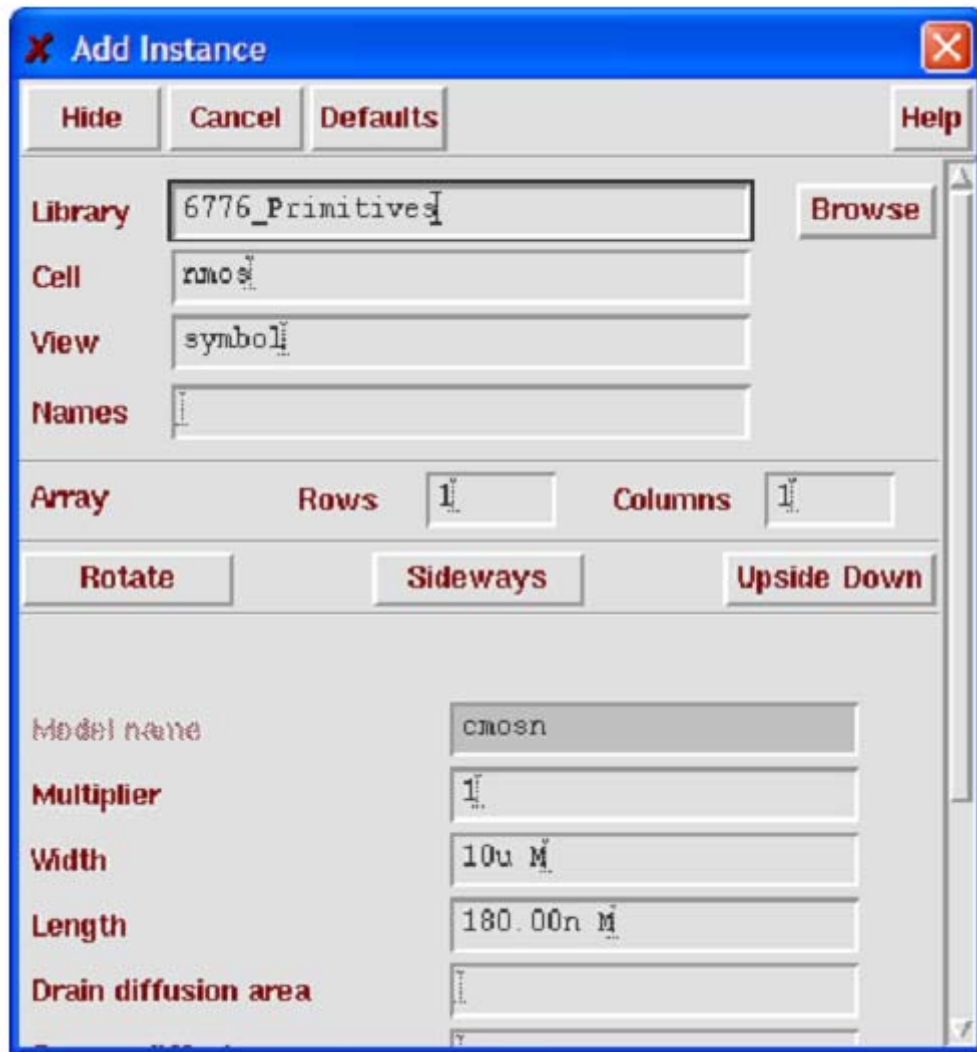 Add Instance
Hide Cancel Defaults Help
Library 6776_Primitives Browse
Cell nmos
View symbol
Names
Array Rows 1 Columns 1
Rotate Sideways Upside Down
Model name cmosn
Multiplier 1
Width 10u M
Length 180.00n M
Drain diffusion area